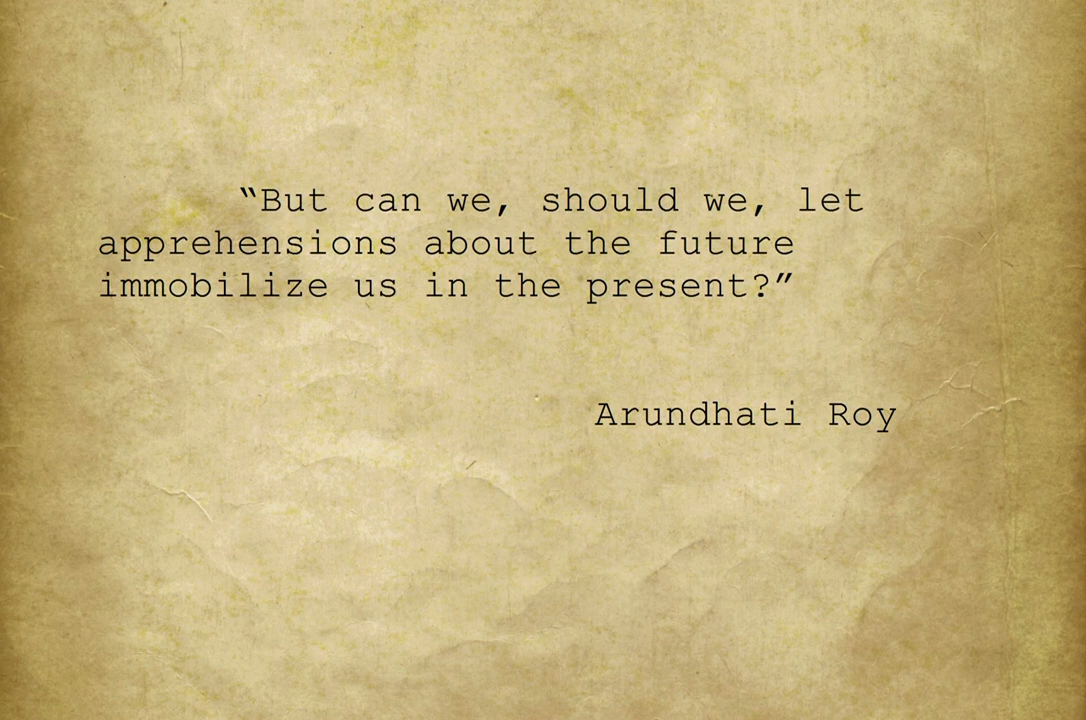 “But can we, should we, let
apprehensions about the future
immobilize us in the present?”
Arundhati Roy